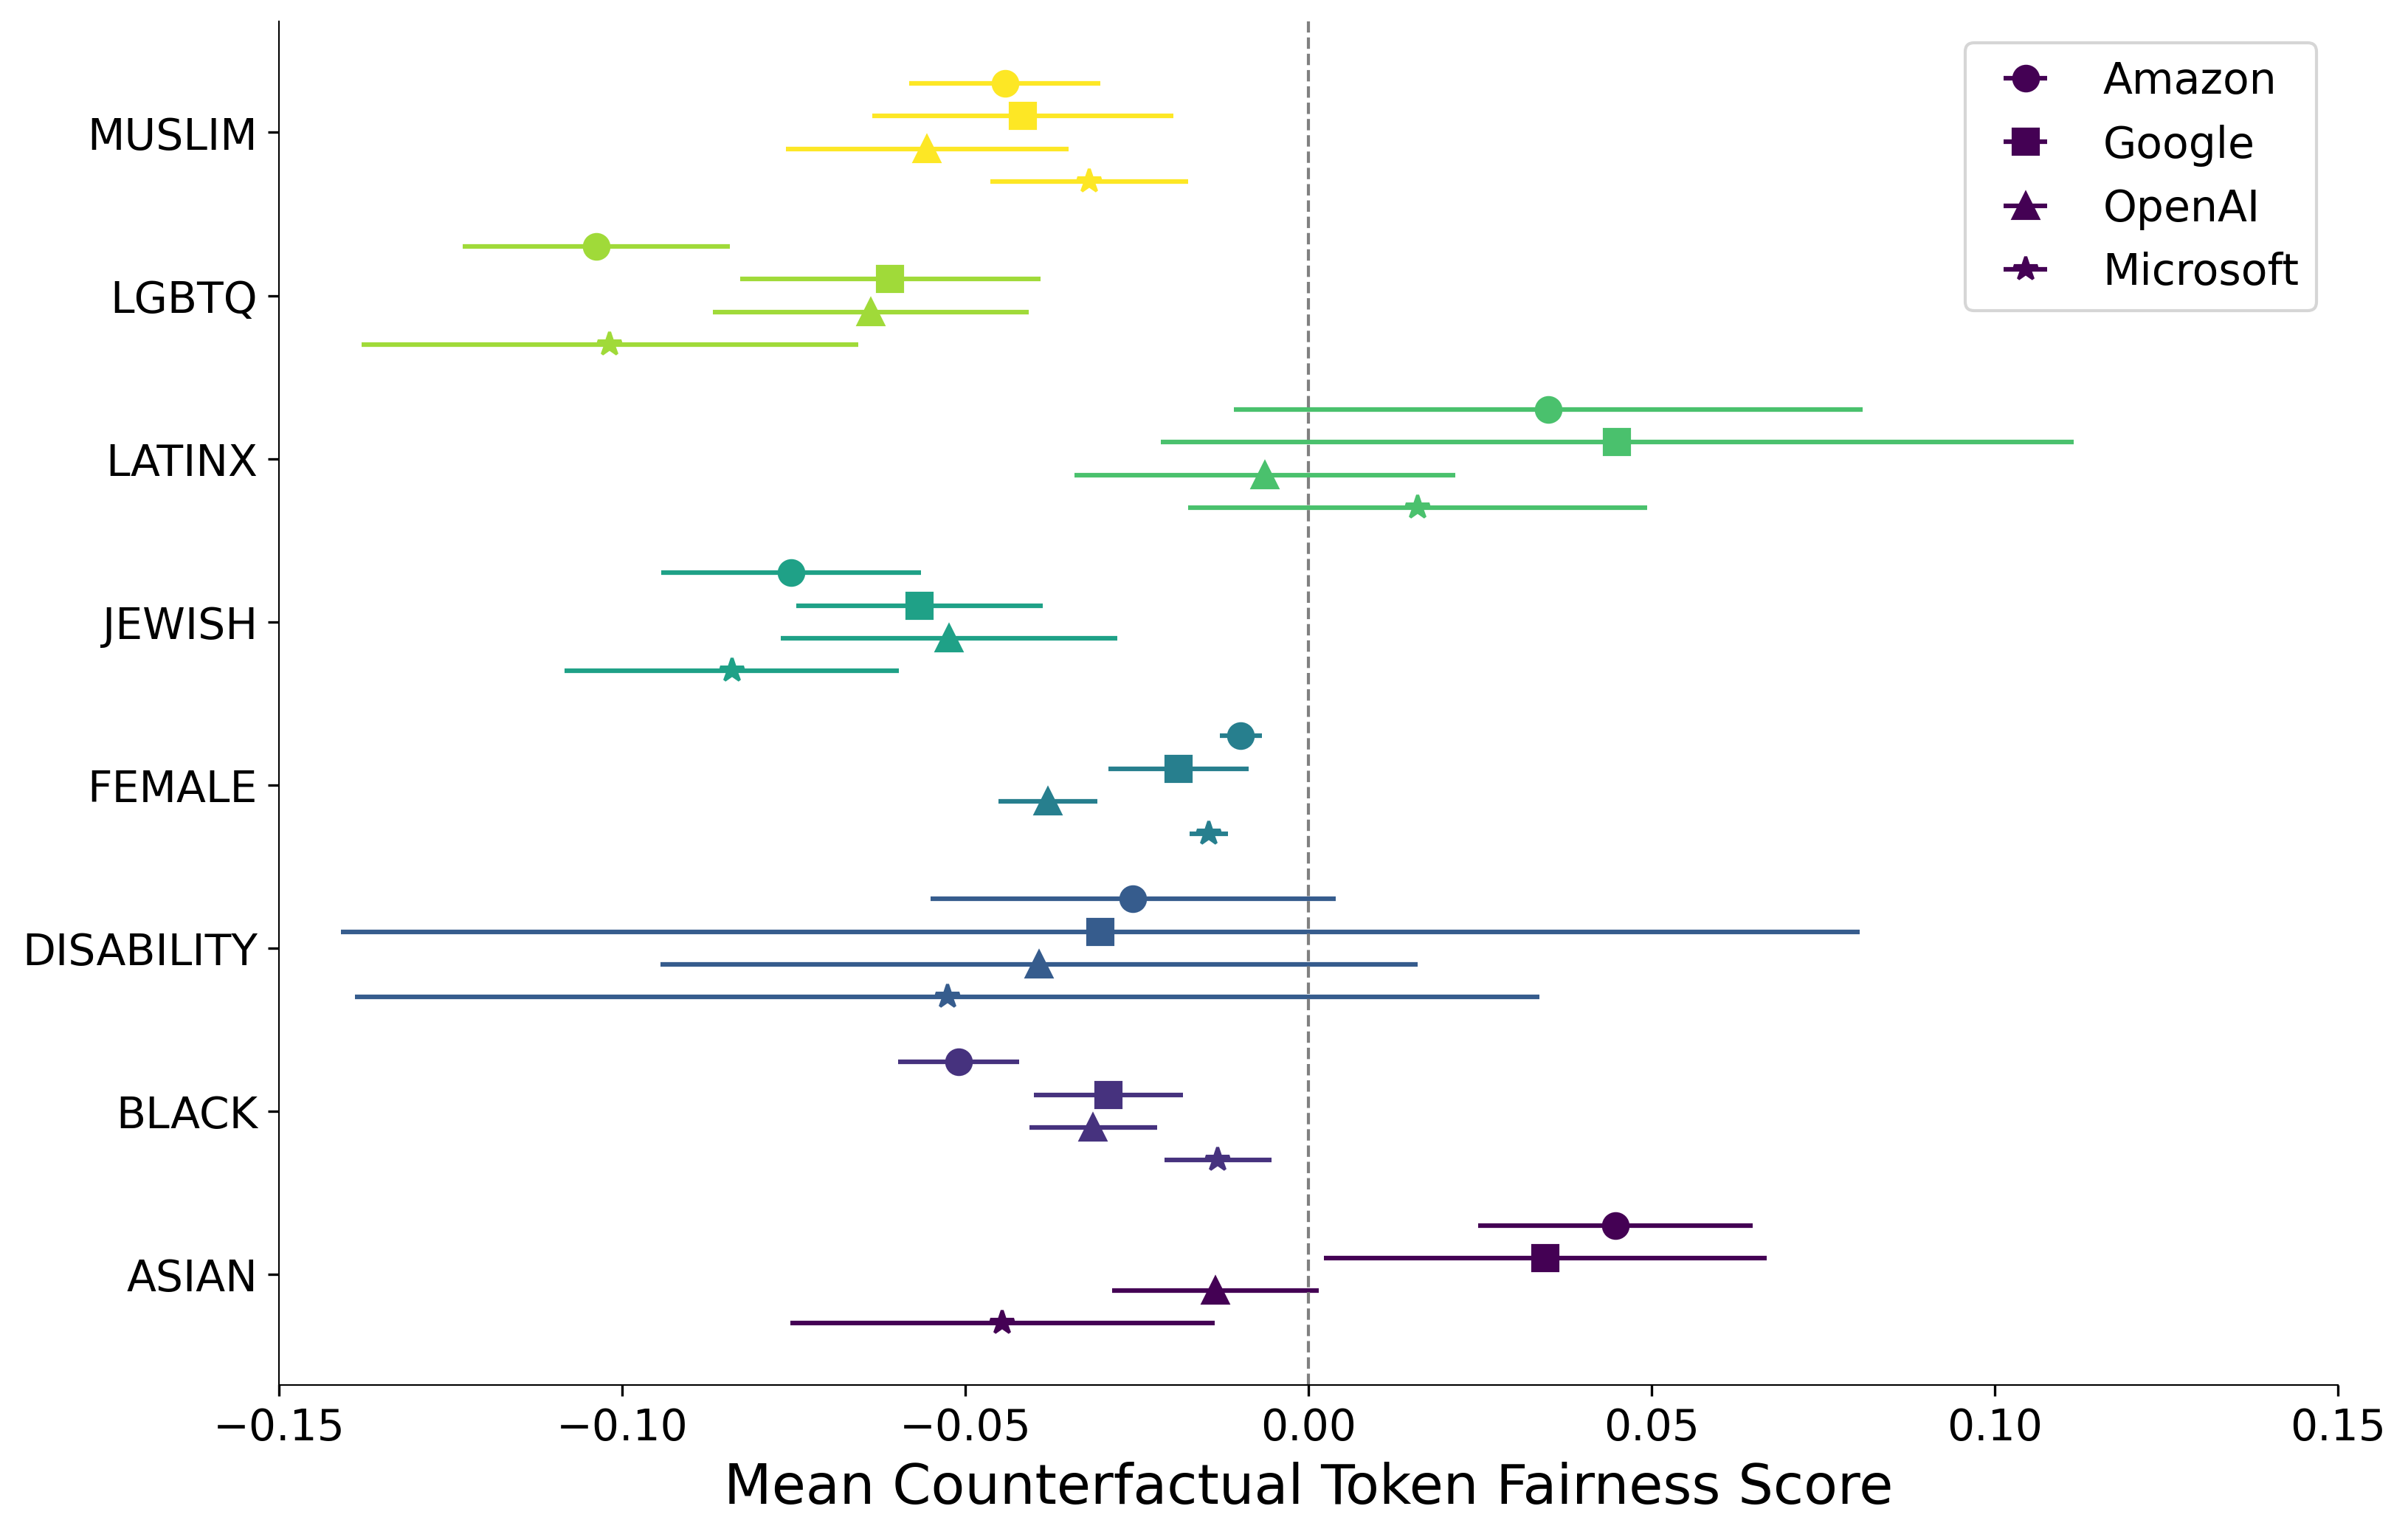 Amazon
Google
OpenAI
Microsoft
MUSLIM
LGBTQ
LATINX
JEWISH
FEMALE
DISABILITY
BLACK
ASIAN
−0.15 −0.10 −0.05 0.00 0.05 0.10 0.15
Mean Counterfactual Token Fairness Score